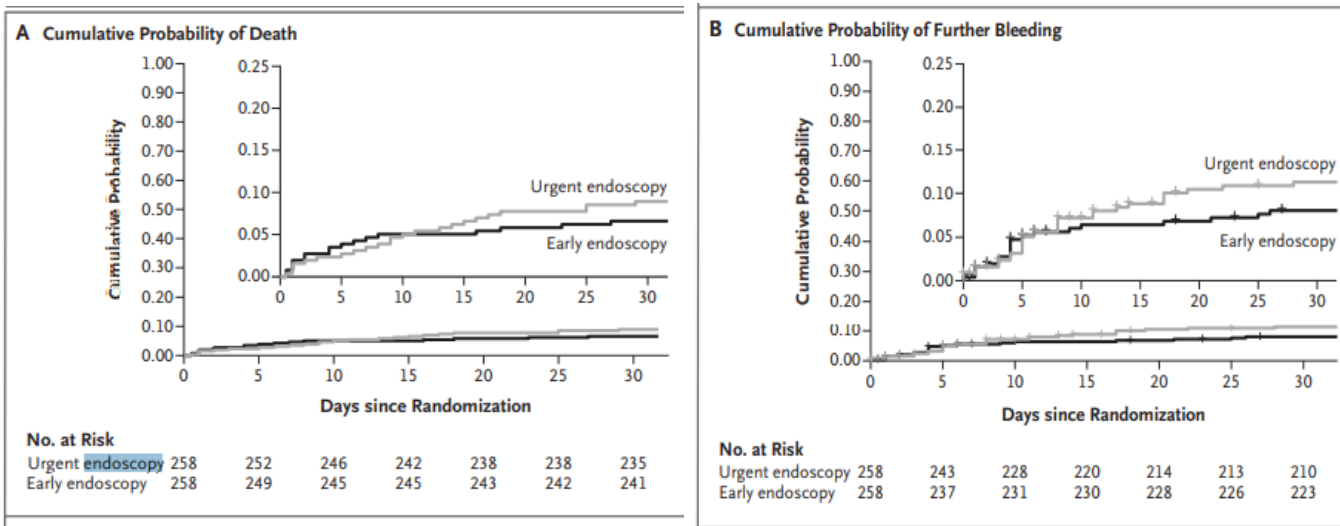 A Cumulative Probability of Death
Cumulative Probability
1.00
0.90
0.80
0.70
0.60
0.50
0.40
0.30
0.20
0.10
0.00
0.25
0.20
0.15
0.10
0.05
0.00
Urgent endoscopy
Early endoscopy
0 5 10 15 20 25 30
0 5 10 15 20 25 30
Days since Randomization
No. at Risk
Urgent endoscopy 258 252 246 242 238 238 235
Early endoscopy 258 249 245 245 243 242 241
B Cumulative Probability of Further Bleeding
Cumulative Probability
1.00
0.90
0.80
0.70
0.60
0.50
0.40
0.30
0.20
0.10
0.00
0.25
0.20
0.15
0.10
0.05
0.00
Urgent endoscopy
Early endoscopy
0 5 10 15 20 25 30
0 5 10 15 20 25 30
Days since Randomization
No. at Risk
Urgent endoscopy 258 243 228 220 214 213 210
Early endoscopy 258 237 231 230 228 226 223